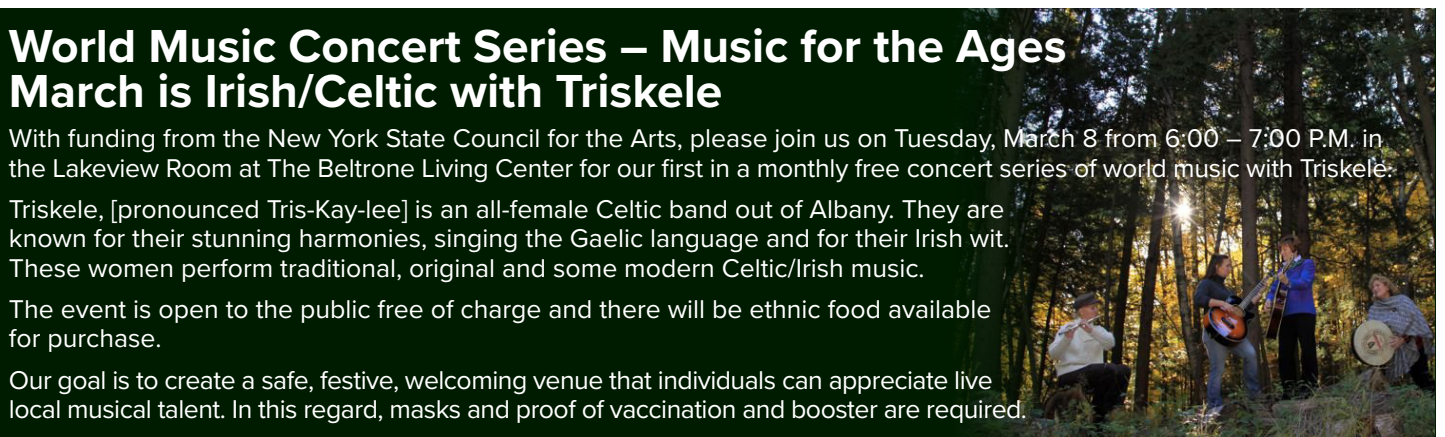 World Music Concert Series – Music for the Ages
March is Irish/Celtic with Triskele
With funding from the New York State Council for the Arts, please join us on Tuesday, March 8 from 6:00 – 7:00 P.M. in
the Lakeview Room at The Beltrone Living Center for our first in a monthly free concert series of world music with Triskele.
Triskele, [pronounced Tris-Kay-lee] is an all-female Celtic band out of Albany. They are
known for their stunning harmonies, singing the Gaelic language and for their Irish wit.
These women perform traditional, original and some modern Celtic/Irish music.
The event is open to the public free of charge and there will be ethnic food available
for purchase.
Our goal is to create a safe, festive, welcoming venue that individuals can appreciate live
local musical talent. In this regard, masks and proof of vaccination and booster are required.